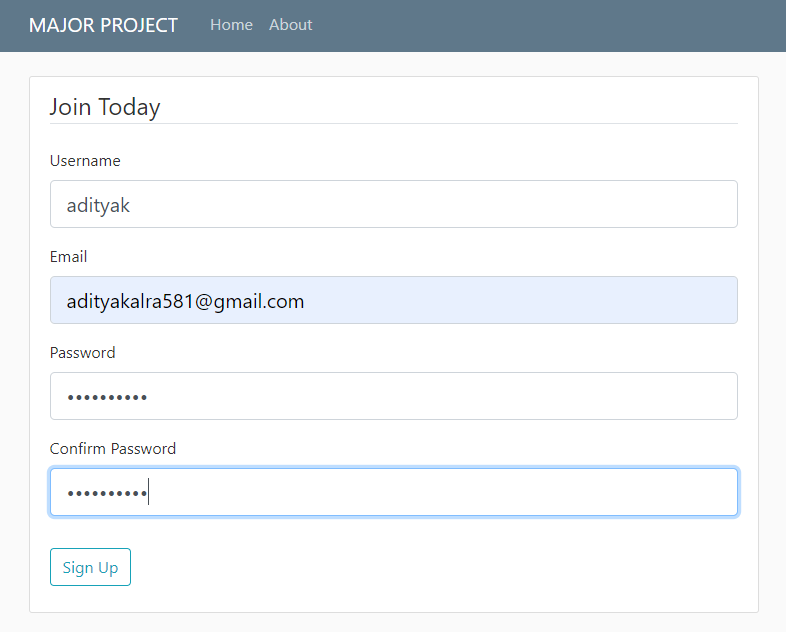 MAJOR PROJECT Home About
Join Today
Username
adityak
Email
adityakalra581@gmail.com
Password
••••••••••
Confirm Password
••••••••••
Sign Up